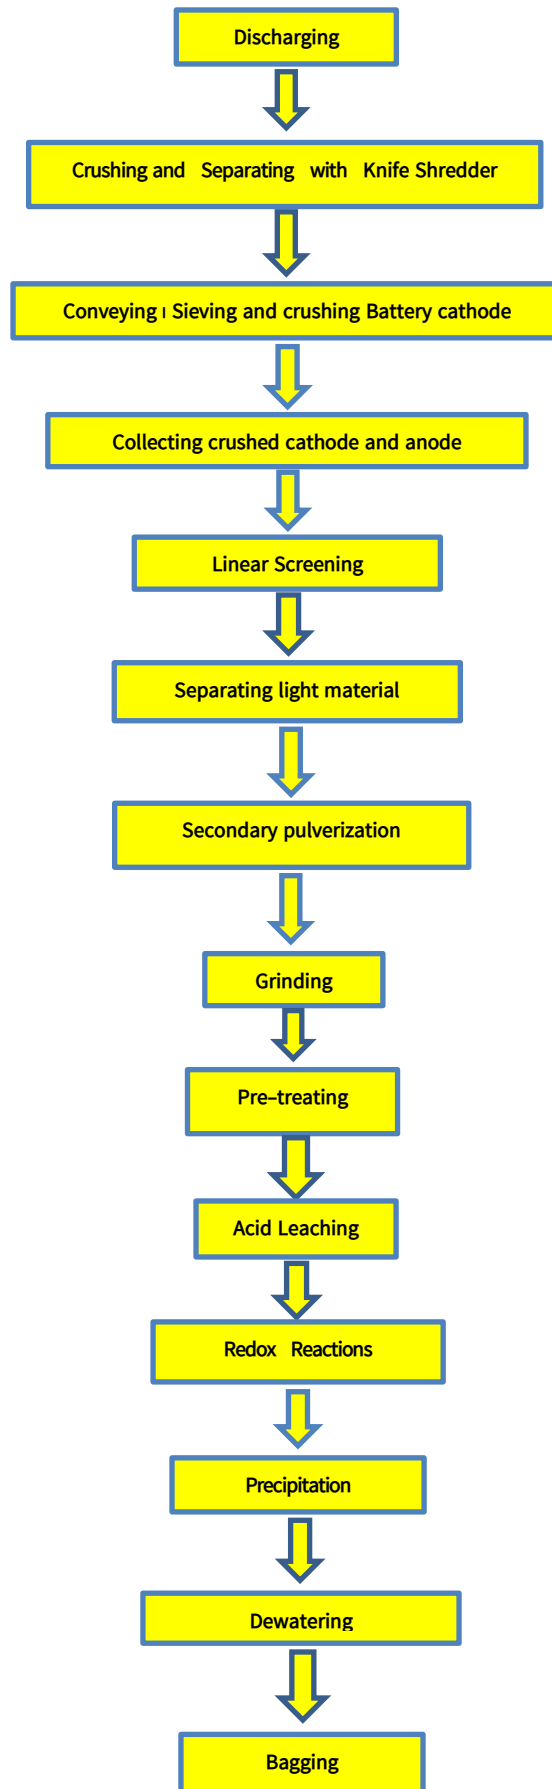 Discharging
Crushing and Separating with Knife Shredder
Conveying ı Sieving and crushing Battery cathode
Collecting crushed cathode and anode
Linear Screening
Separating light material
Secondary pulverization
Grinding
Pre-treating
Acid Leaching
Redox Reactions
Precipitation
Dewatering
Bagging